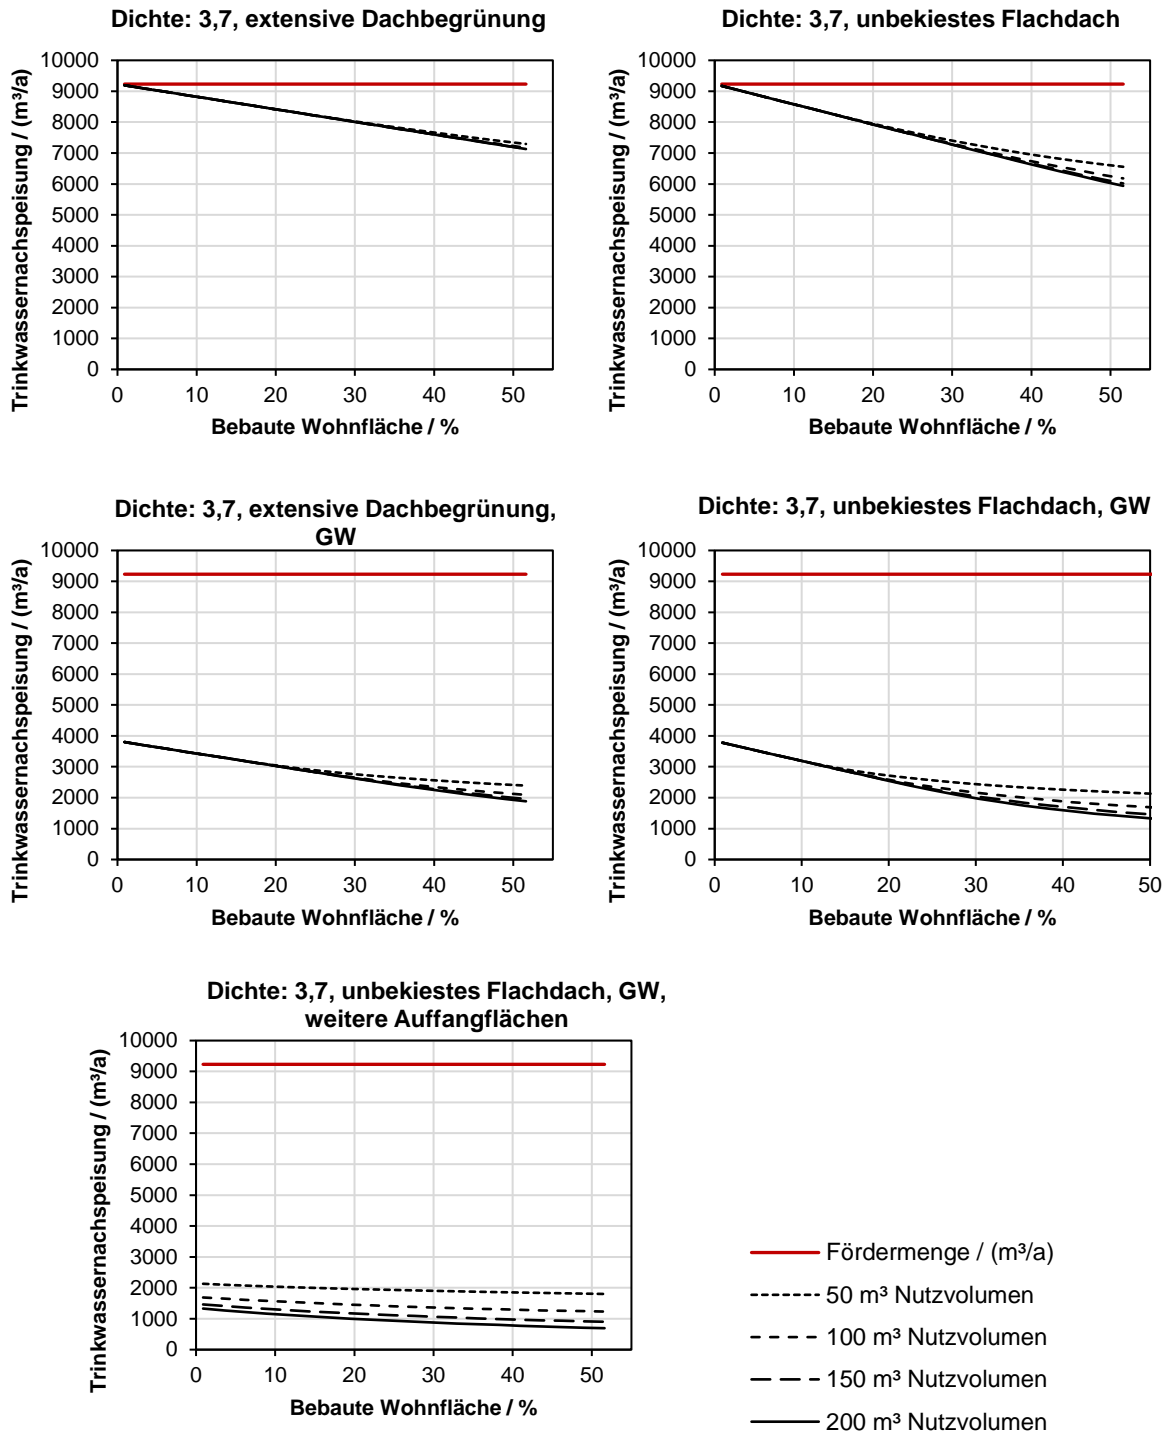 Dichte: 3,7, extensive Dachbegrünung
Trinkwassernachspeisung / (m³/a)
10000
9000
8000
7000
6000
5000
4000
3000
2000
1000
0
0 10 20 30 40 50
Bebaute Wohnfläche / %
Dichte: 3,7, unbekiestes Flachdach
Trinkwassernachspeisung / (m³/a)
10000
9000
8000
7000
6000
5000
4000
3000
2000
1000
0
0 10 20 30 40 50
Bebaute Wohnfläche / %
Dichte: 3,7, extensive Dachbegrünung,
GW
Trinkwassernachspeisung / (m³/a)
10000
9000
8000
7000
6000
5000
4000
3000
2000
1000
0
0 10 20 30 40 50
Bebaute Wohnfläche / %
Dichte: 3,7, unbekiestes Flachdach, GW
Trinkwassernachspeisung / (m³/a)
10000
9000
8000
7000
6000
5000
4000
3000
2000
1000
0
0 10 20 30 40 50
Bebaute Wohnfläche / %
Dichte: 3,7, unbekiestes Flachdach, GW,
weitere Auffangflächen
Trinkwassernachspeisung / (m³/a)
10000
9000
8000
7000
6000
5000
4000
3000
2000
1000
0
0 10 20 30 40 50
Bebaute Wohnfläche / %
Fördermenge / (m³/a)
50 m³ Nutzvolumen
100 m³ Nutzvolumen
150 m³ Nutzvolumen
200 m³ Nutzvolumen